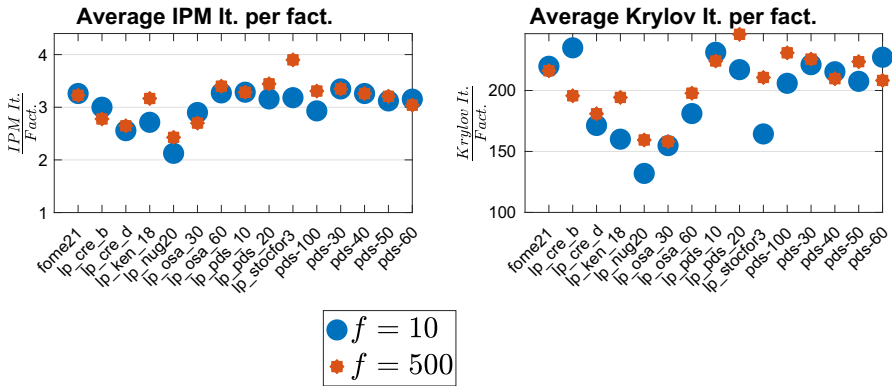 Average IPM It. per fact.
4
3
2
1
IPM It.
Fact.
fome21
lp_cre_b
lp_cre_d
lp_ken_18
lp_nug20
lp_osa_30
lp_osa_60
lp_pds_10
lp_pds_20
lp_stocfor3
pds-100
pds-30
pds-40
pds-50
pds-60
Average Krylov It. per fact.
200
150
100
Krylov It.
Fact.
fome21
lp_cre_b
lp_cre_d
lp_ken_18
lp_nug20
lp_osa_30
lp_osa_60
lp_pds_10
lp_pds_20
lp_stocfor3
pds-100
pds-30
pds-40
pds-50
pds-60
f = 10
f = 500